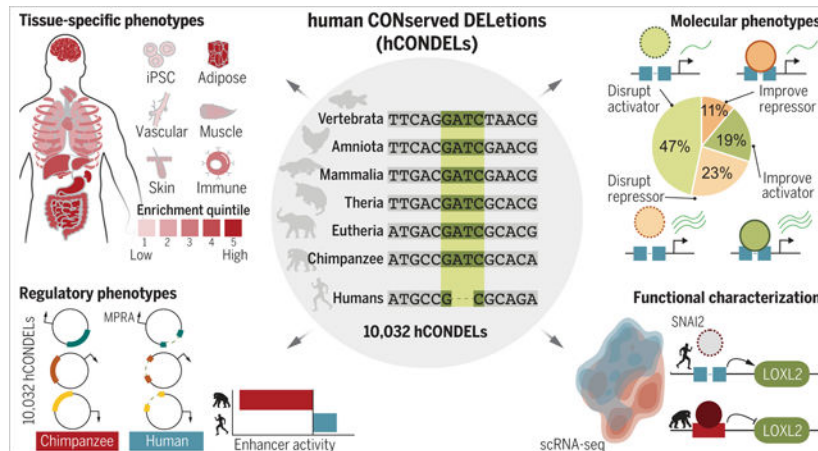 Tissue-specific phenotypes
iPSC
Adipose
Vascular
Muscle
Skin
Immune
Enrichment quintile
1 2 3 4 5
Low High
human CONserved DELetions
(hCONDELs)
Vertebrata TTCAGGATCTAACG
Amniota TTCACGATCGAACG
Mammalia TTGACGATCGAACG
Theria TTGACGATCGCACG
Eutheria ATGACGATCGCACG
Chimpanzee ATGCCGATCGCACA
Humans ATGCCG--CGCAGA
10,032 hCONDELs
Molecular phenotypes
Disrupt
activator
Improve
repressor
11%
47%
19%
23%
Disrupt
repressor
Improve
activator
Regulatory phenotypes
10,032 hCONDELs
MPRA
Chimpanzee
Human
Enhancer activity
Functional characterization
SNAI2
LOXL2
LOXL2
scRNA-seq